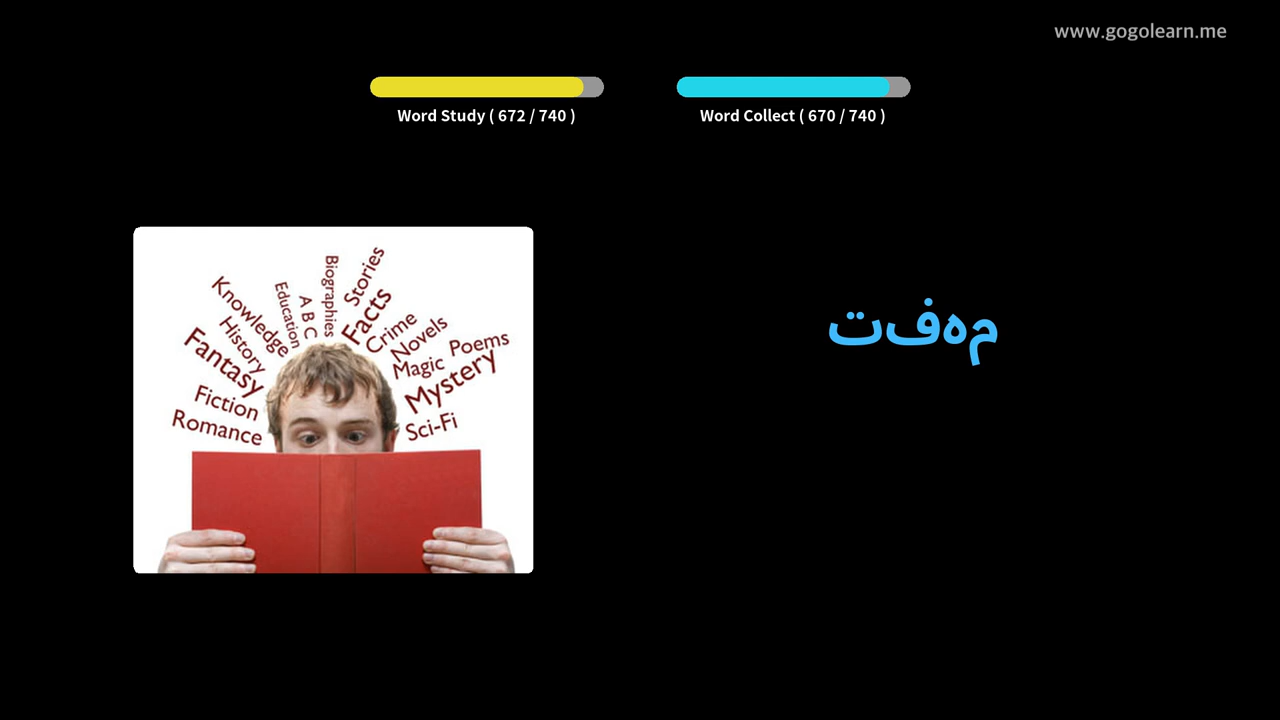 www.gogolearn.me
Word Study ( 672 / 740 )
Word Collect ( 670 / 740 )
Knowledge
History
Fantasy
Fiction
Romance
Education
A B C
Biographies
Stories
Facts
Crime
Novels
Magic
Poems
Mystery
Sci-Fi
مهفت